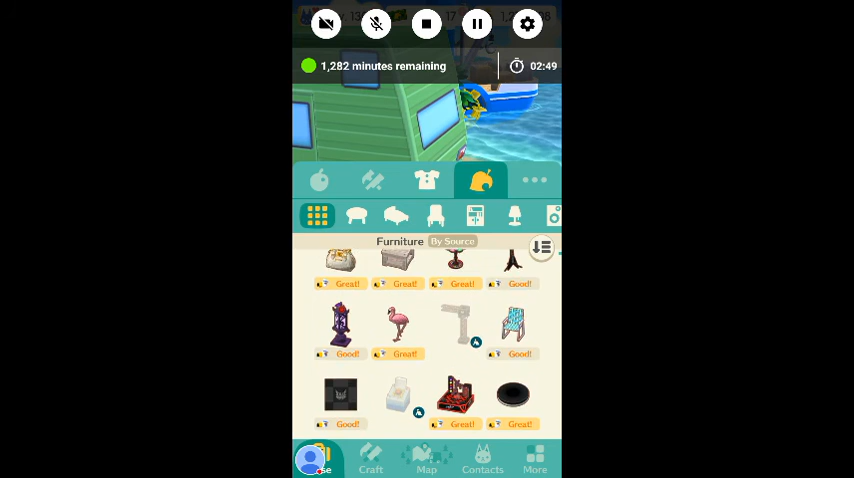 1,282 minutes remaining
02:49
Furniture By Source
Great! Great! Great! Good!
Good! Great! Good!
Good! Great! Great!
Craft Map Contacts More